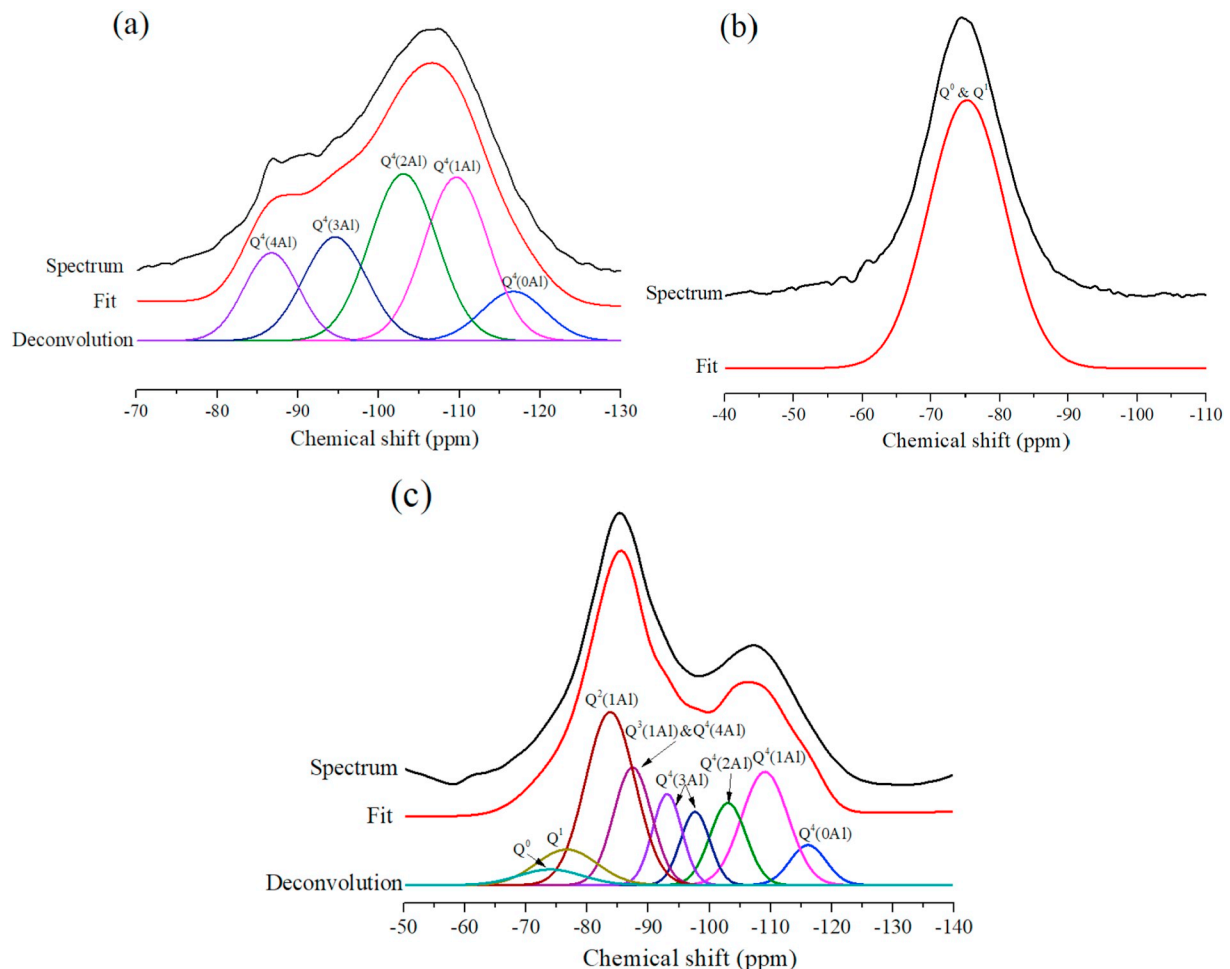 (a)
Q⁴(2Al) Q⁴(1Al)
Q⁴(3Al)
Q⁴(4Al)
Q⁴(0Al)
Spectrum
Fit
Deconvolution
-70 -80 -90 -100 -110 -120 -130
Chemical shift (ppm)
(b)
Q⁰ & Q¹
Spectrum
Fit
-40 -50 -60 -70 -80 -90 -100 -110
Chemical shift (ppm)
(c)
Q²(1Al)
Q³(1Al)&Q⁴(4Al)
Q⁴(3Al) Q⁴(2Al) Q⁴(1Al)
Q⁴(0Al)
Q⁰ Q¹
Spectrum
Fit
Deconvolution
-50 -60 -70 -80 -90 -100 -110 -120 -130 -140
Chemical shift (ppm)